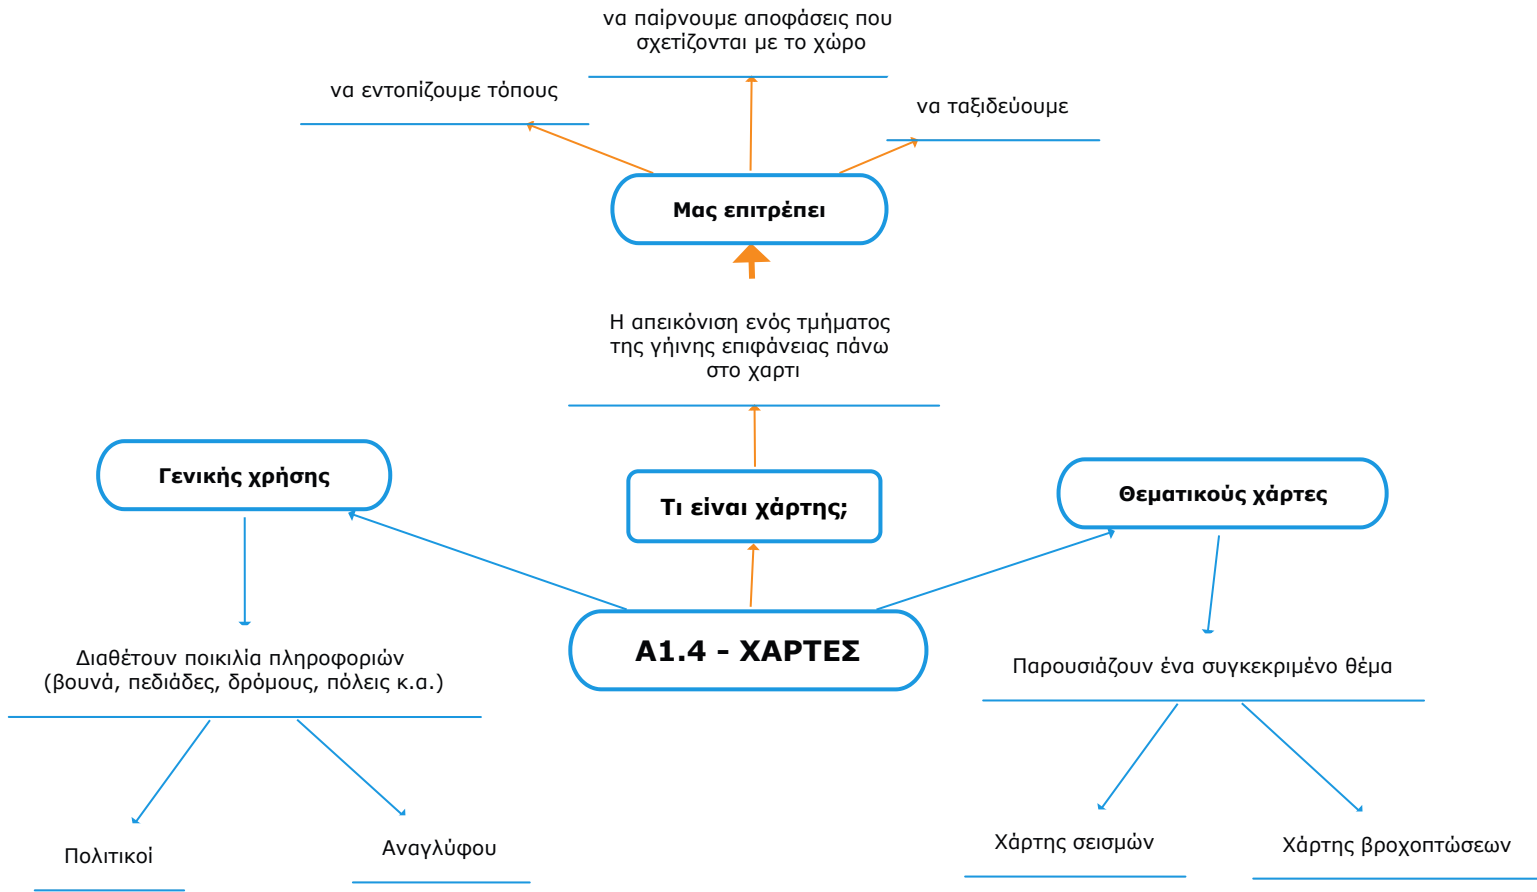 να παίρνουμε αποφάσεις που
σχετίζονται με το χώρο
να εντοπίζουμε τόπους
να ταξιδεύουμε
Μας επιτρέπει
Η απεικόνιση ενός τμήματος
της γήινης επιφάνειας πάνω
στο χαρτι
Γενικής χρήσης
Τι είναι χάρτης;
Θεματικούς χάρτες
Α1.4 - ΧΑΡΤΕΣ
Διαθέτουν ποικιλία πληροφοριών
(βουνά, πεδιάδες, δρόμους, πόλεις κ.α.)
Παρουσιάζουν ένα συγκεκριμένο θέμα
Πολιτικοί
Αναγλύφου
Χάρτης σεισμών
Χάρτης βροχοπτώσεων